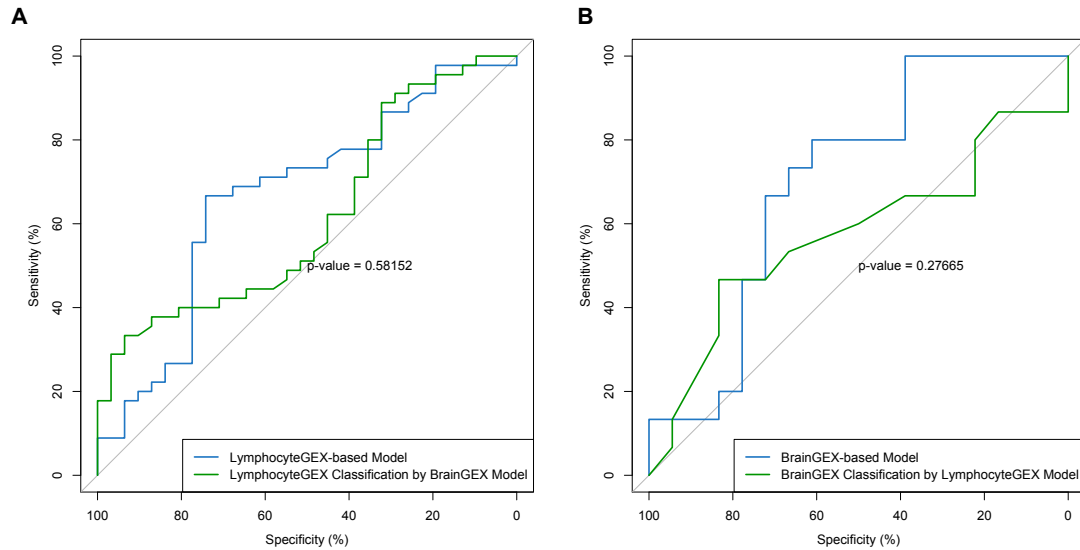 A
Sensitivity (%)
100
80
60
40
20
0
p-value = 0.58152
LymphocyteGEX-based Model
LymphocyteGEX Classification by BrainGEX Model
100
80
60
40
20
0
Specificity (%)
B
Sensitivity (%)
100
80
60
40
20
0
p-value = 0.27665
BrainGEX-based Model
BrainGEX Classification by LymphocyteGEX Model
100
80
60
40
20
0
Specificity (%)